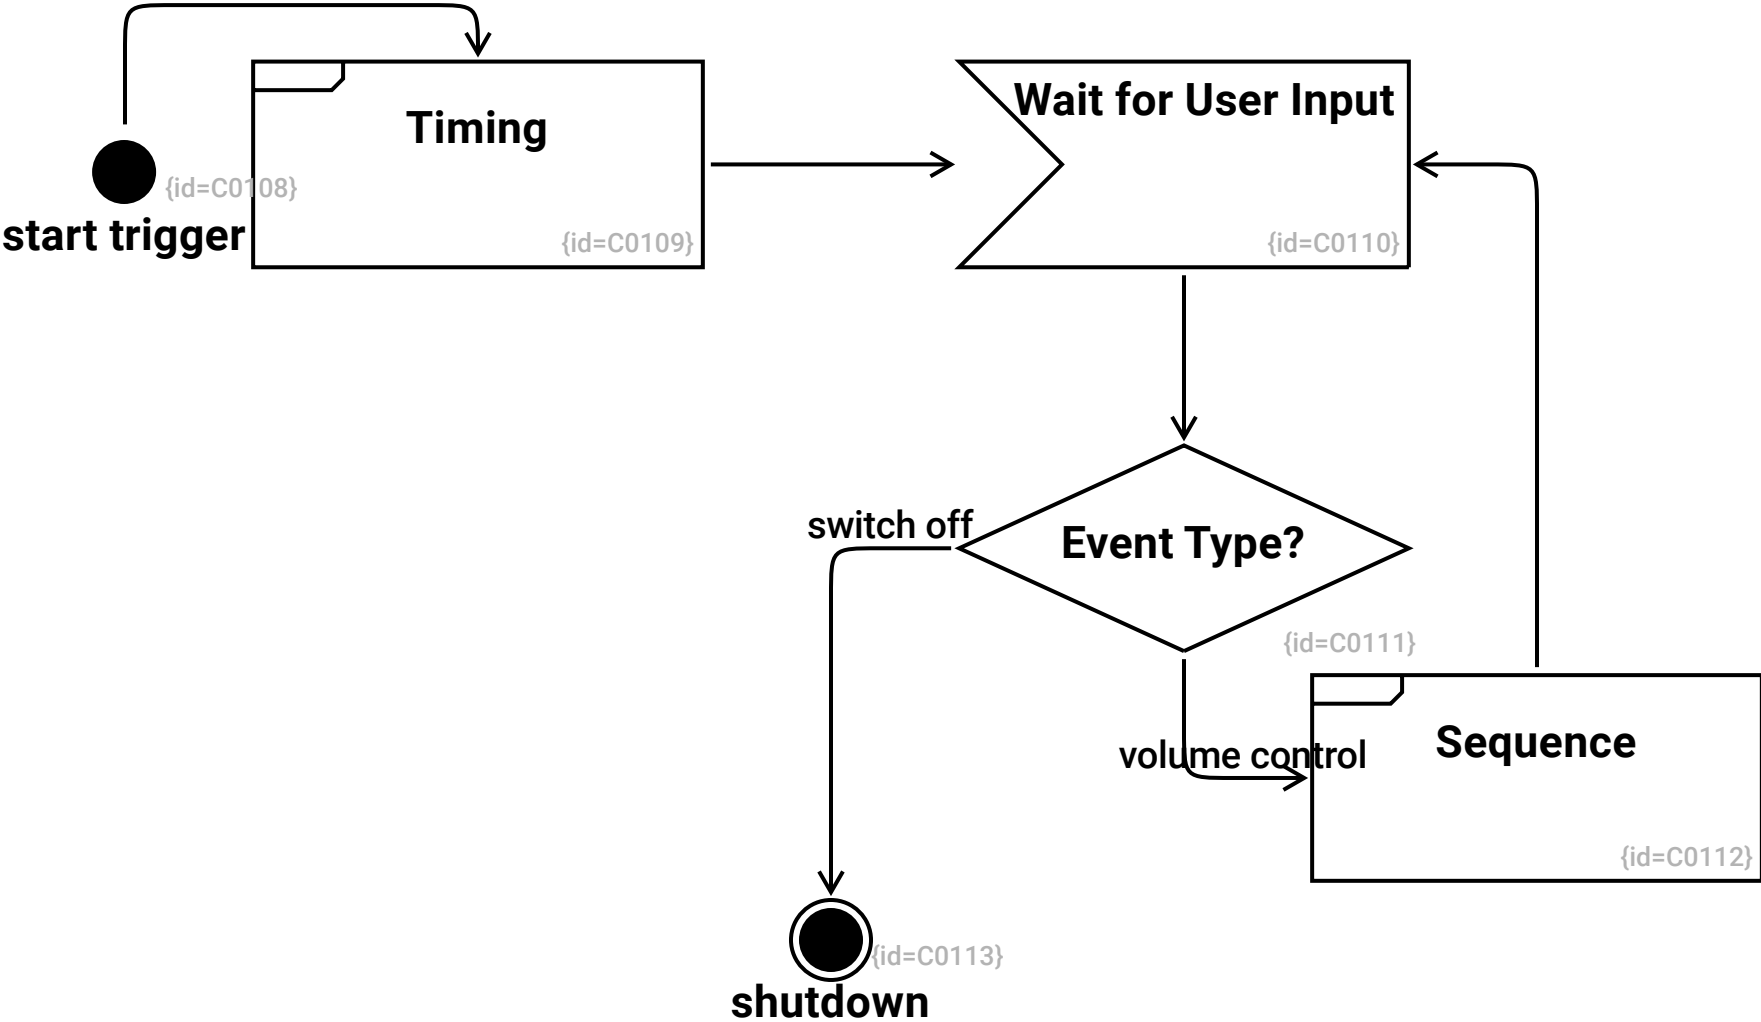 Timing
Wait for User Input
{id=C0108}
start trigger
{id=C0109}
{id=C0110}
switch off
Event Type?
{id=C0111}
volume control
Sequence
{id=C0112}
{id=C0113}
shutdown